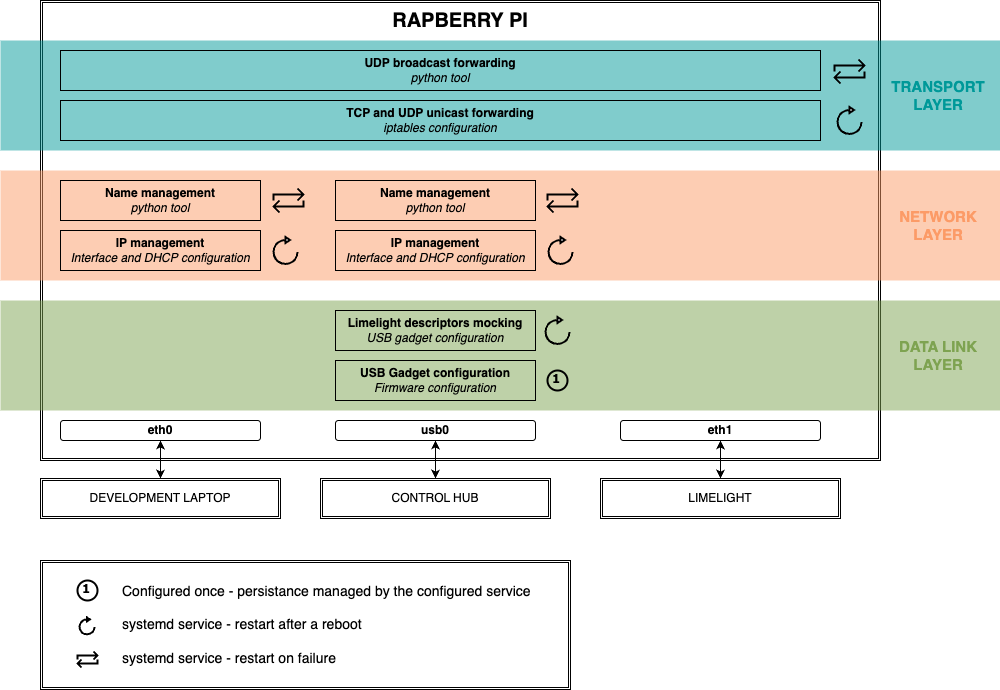 RAPBERRY PI
UDP broadcast forwarding
python tool
TCP and UDP unicast forwarding
iptables configuration
TRANSPORT
LAYER
Name management
python tool
Name management
python tool
IP management
Interface and DHCP configuration
IP management
Interface and DHCP configuration
NETWORK
LAYER
Limelight descriptors mocking
USB gadget configuration
USB Gadget configuration
Firmware configuration
1
DATA LINK
LAYER
eth0
usb0
eth1
DEVELOPMENT LAPTOP
CONTROL HUB
LIMELIGHT
1 Configured once - persistance managed by the configured service
systemd service - restart after a reboot
systemd service - restart on failure